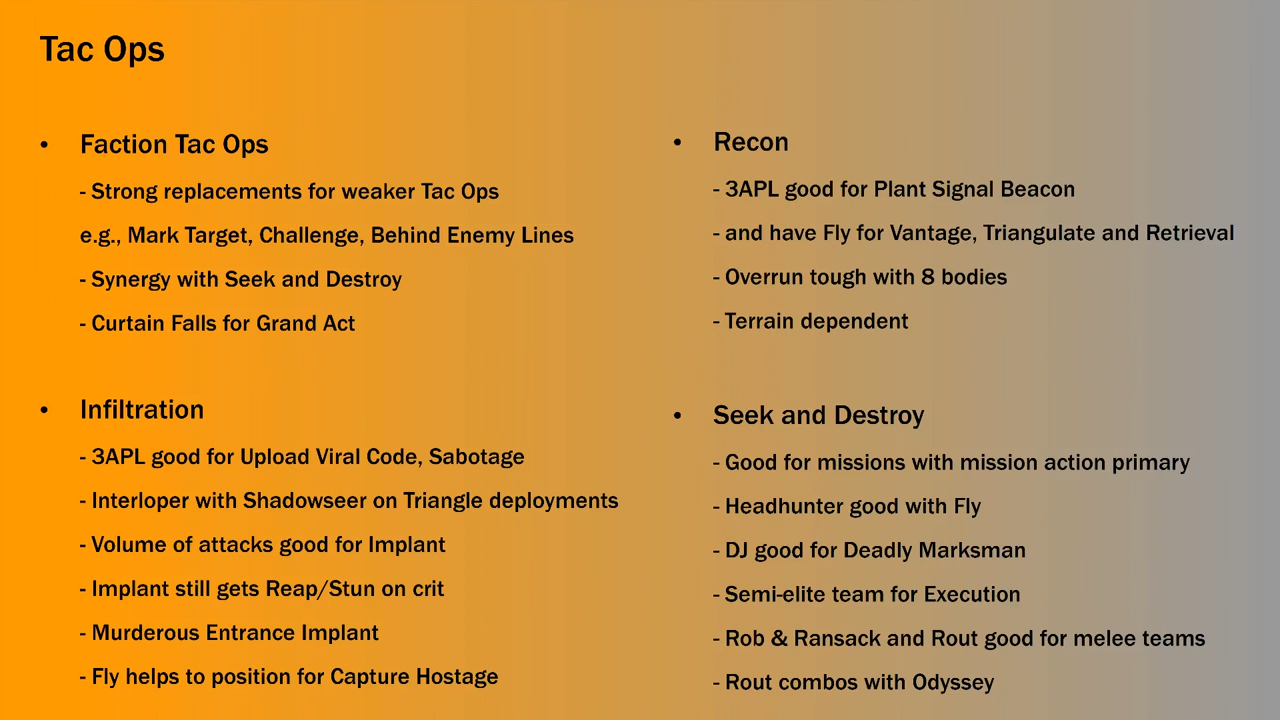 Tac Ops
• Faction Tac Ops
- Strong replacements for weaker Tac Ops
e.g., Mark Target, Challenge, Behind Enemy Lines
- Synergy with Seek and Destroy
- Curtain Falls for Grand Act
• Infiltration
- 3APL good for Upload Viral Code, Sabotage
- Interloper with Shadowseer on Triangle deployments
- Volume of attacks good for Implant
- Implant still gets Reap/Stun on crit
- Murderous Entrance Implant
- Fly helps to position for Capture Hostage
• Recon
- 3APL good for Plant Signal Beacon
- and have Fly for Vantage, Triangulate and Retrieval
- Overrun tough with 8 bodies
- Terrain dependent
• Seek and Destroy
- Good for missions with mission action primary
- Headhunter good with Fly
- DJ good for Deadly Marksman
- Semi-elite team for Execution
- Rob & Ransack and Rout good for melee teams
- Rout combos with Odyssey